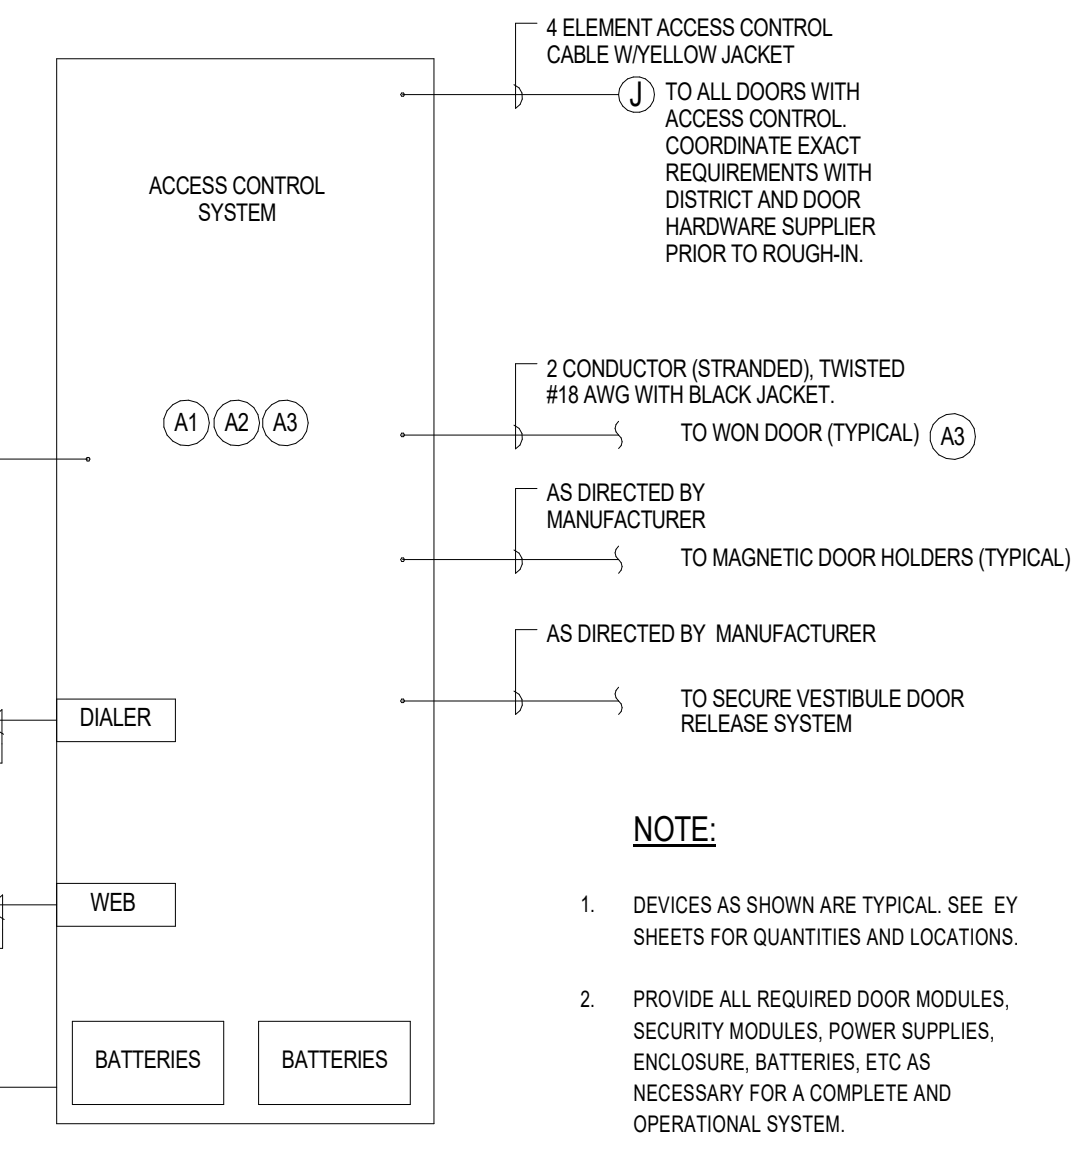 4 ELEMENT ACCESS CONTROL
CABLE W/YELLOW JACKET
J
TO ALL DOORS WITH
ACCESS CONTROL.
COORDINATE EXACT
REQUIREMENTS WITH
DISTRICT AND DOOR
HARDWARE SUPPLIER
PRIOR TO ROUGH-IN.
ACCESS CONTROL
SYSTEM
2 CONDUCTOR (STRANDED), TWISTED
#18 AWG WITH BLACK JACKET.
A1 A2 A3
TO WON DOOR (TYPICAL) A3
AS DIRECTED BY
MANUFACTURER
TO MAGNETIC DOOR HOLDERS (TYPICAL)
AS DIRECTED BY MANUFACTURER
TO SECURE VESTIBULE DOOR
RELEASE SYSTEM
DIALER
WEB
BATTERIES
BATTERIES
NOTE:
1. DEVICES AS SHOWN ARE TYPICAL. SEE EY
SHEETS FOR QUANTITIES AND LOCATIONS.
2. PROVIDE ALL REQUIRED DOOR MODULES,
SECURITY MODULES, POWER SUPPLIES,
ENCLOSURE, BATTERIES, ETC AS
NECESSARY FOR A COMPLETE AND
OPERATIONAL SYSTEM.